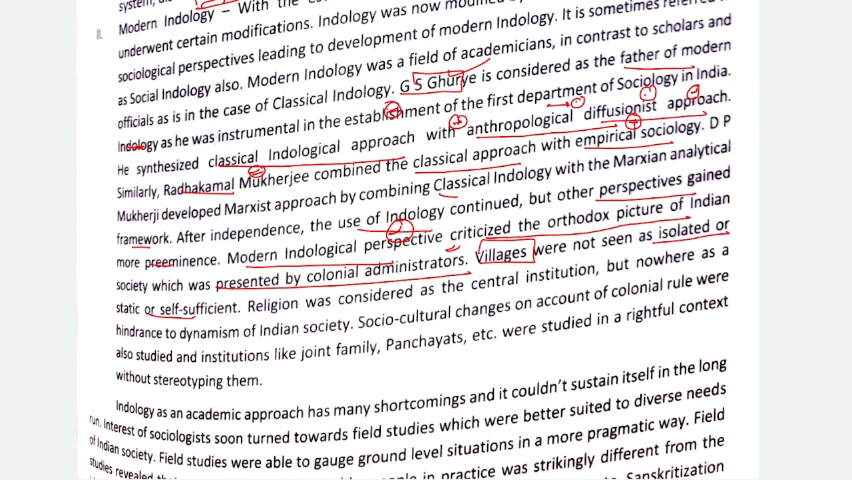 system,
II. Modern Indology – With the
underwent certain modifications. Indology was now modified
sociological perspectives leading to development of modern Indology. It is sometimes referred
as Social Indology also. Modern Indology was a field of academicians, in contrast to scholars and
officials as is in the case of Classical Indology. G S Ghurye is considered as the father of modern
Indology as he was instrumental in the establishment of the first department of Sociology in India.
He synthesized classical Indological approach with anthropological diffusionist approach.
Similarly, Radhakamal Mukherjee combined the classical approach with empirical sociology. D P
Mukherji developed Marxist approach by combining Classical Indology with the Marxian analytical
framework. After independence, the use of Indology continued, but other perspectives gained
more preeminence. Modern Indological perspective criticized the orthodox picture of Indian
society which was presented by colonial administrators. Villages were not seen as isolated or
static or self-sufficient. Religion was considered as the central institution, but nowhere as a
hindrance to dynamism of Indian society. Socio-cultural changes on account of colonial rule were
also studied and institutions like joint family, Panchayats, etc. were studied in a rightful context
without stereotyping them.
Indology as an academic approach has many shortcomings and it couldn't sustain itself in the long
run. Interest of sociologists soon turned towards field studies which were better suited to diverse needs
of Indian society. Field studies were able to gauge ground level situations in a more pragmatic way. Field
studies revealed in practice was strikingly different from the
Sanskritization